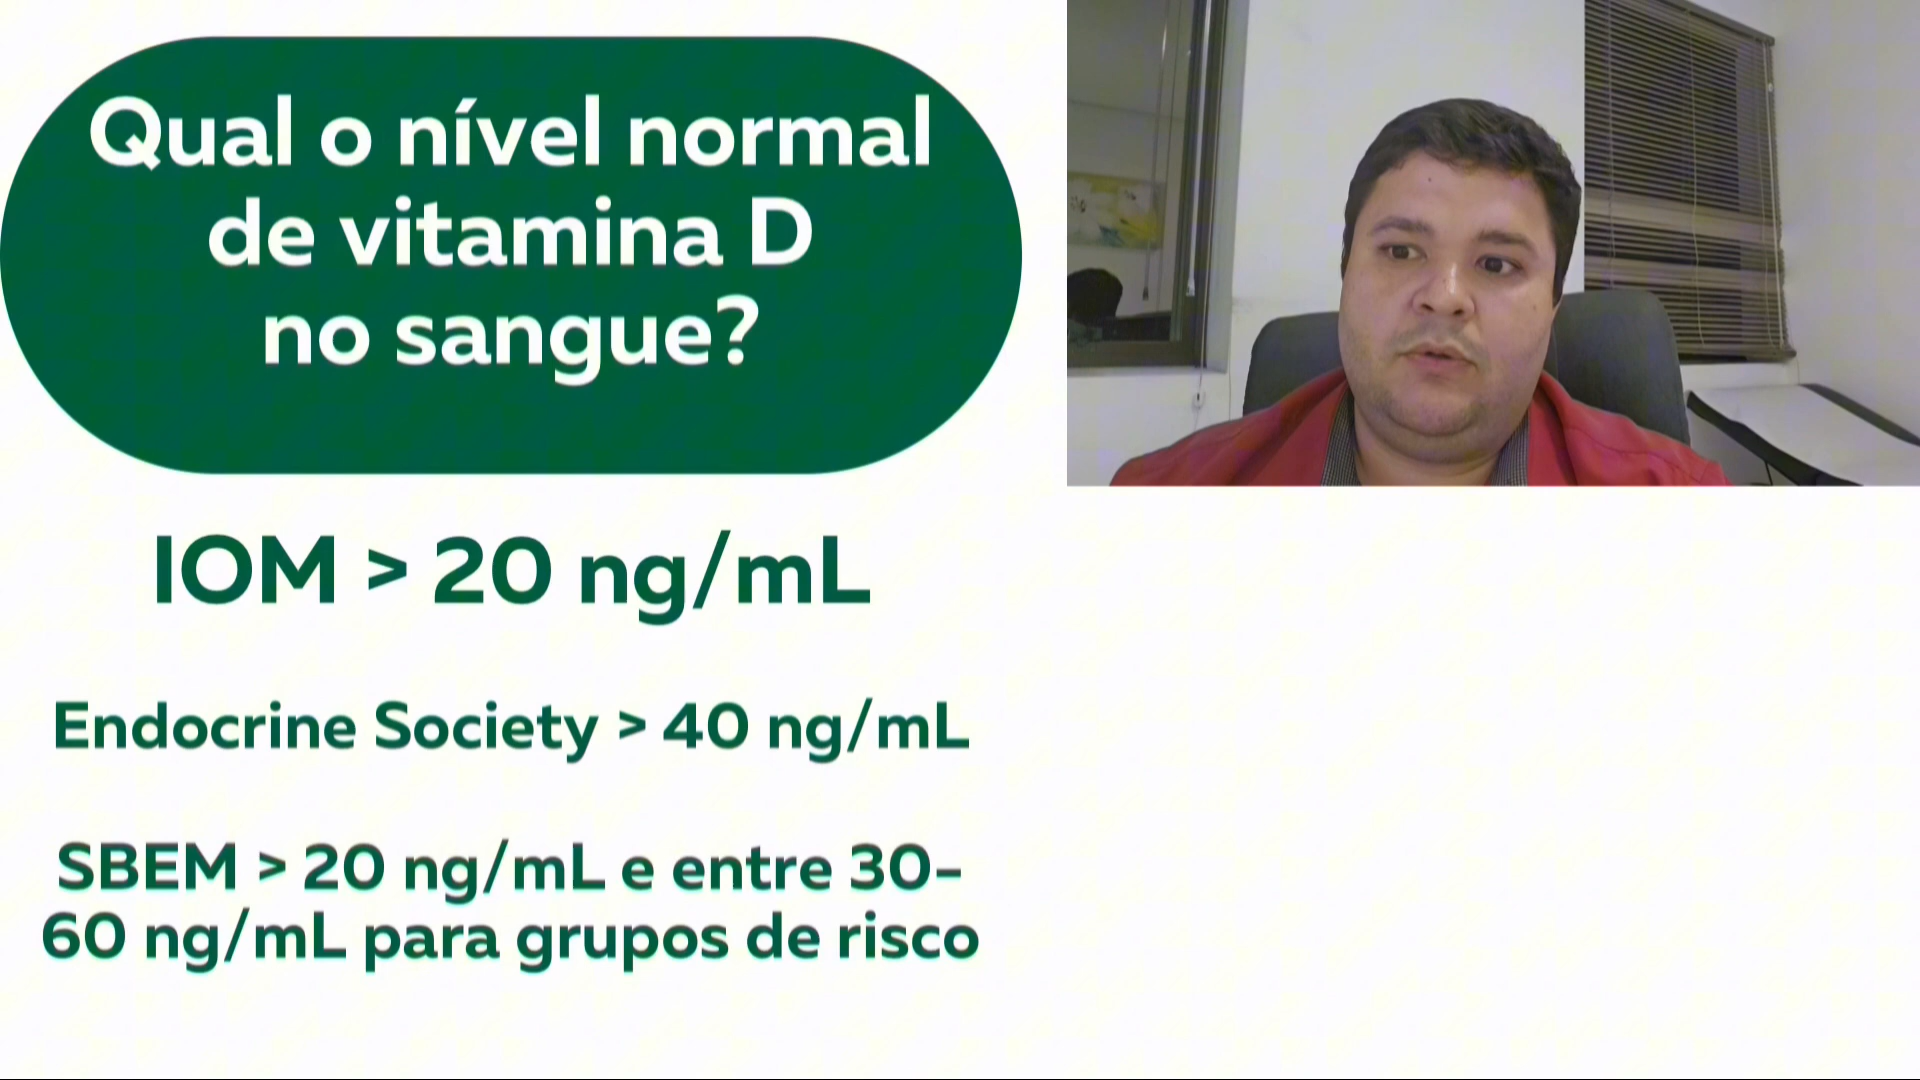 Qual o nível normal
de vitamina D
no sangue?
IOM > 20 ng/mL
Endocrine Society > 40 ng/mL
SBEM > 20 ng/mL e entre 30-
60 ng/mL para grupos de risco